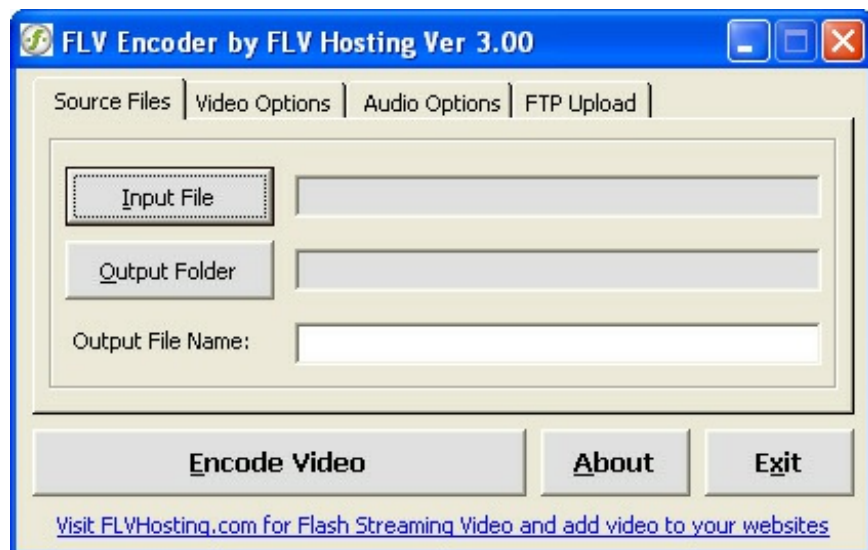 FLV Encoder by FLV Hosting Ver 3.00
Source Files Video Options Audio Options FTP Upload
Input File
Output Folder
Output File Name:
Encode Video About Exit
Visit FLVHosting.com for Flash Streaming Video and add video to your websites